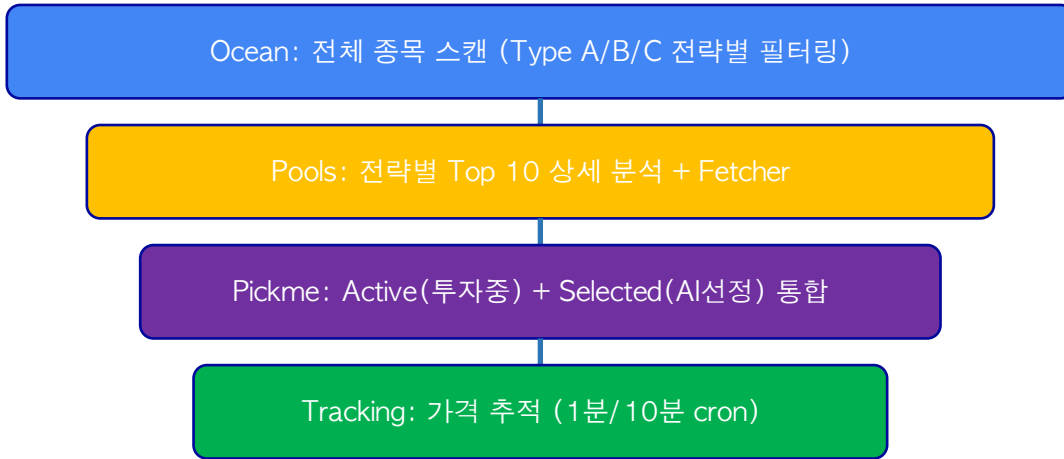 Ocean: 전체 종목 스캔 (Type A/B/C 전략별 필터링)
Pools: 전략별 Top 10 상세 분석 + Fetcher
Pickme: Active(투자중) + Selected(AI선정) 통합
Tracking: 가격 추적 (1분/10분 cron)